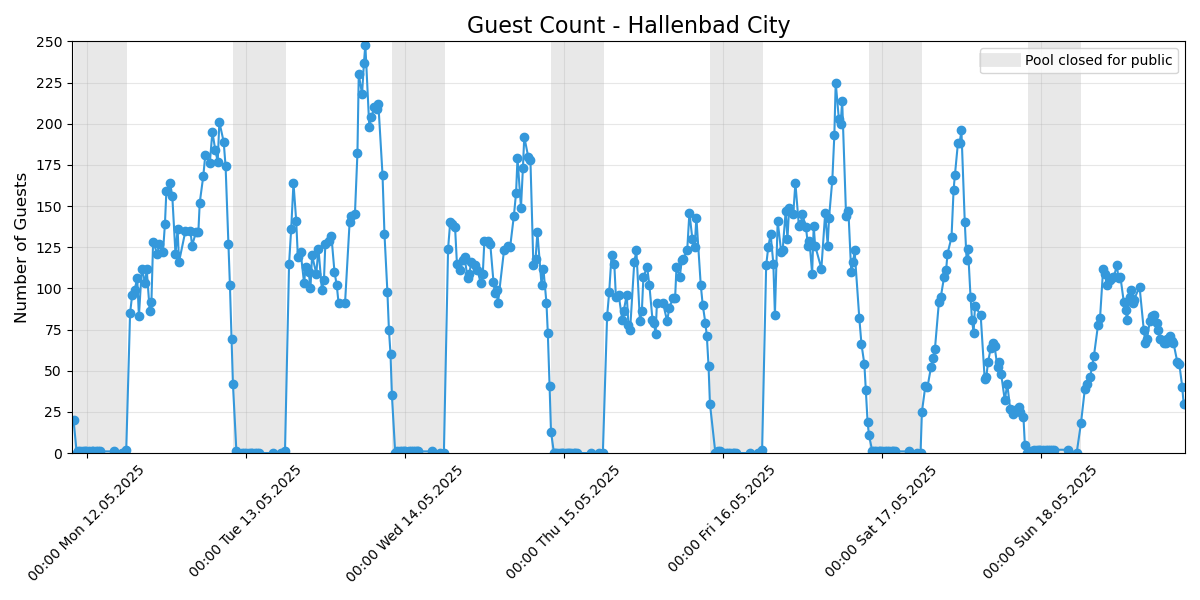 Guest Count - Hallenbad City
Pool closed for public
Number of Guests
250
225
200
175
150
125
100
75
50
25
0
00:00 Mon 12.05.2025
00:00 Tue 13.05.2025
00:00 Wed 14.05.2025
00:00 Thu 15.05.2025
00:00 Fri 16.05.2025
00:00 Sat 17.05.2025
00:00 Sun 18.05.2025